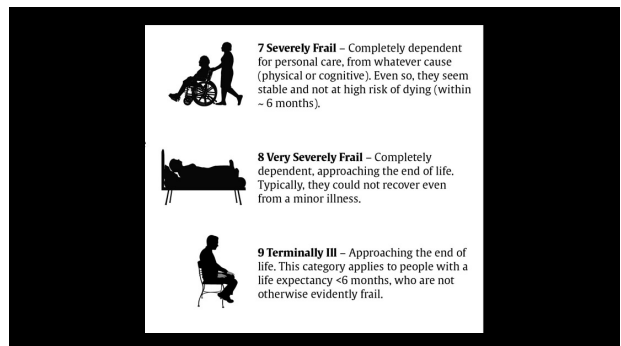 7 Severely Frail – Completely dependent
for personal care, from whatever cause
(physical or cognitive). Even so, they seem
stable and not at high risk of dying (within
~ 6 months).
8 Very Severely Frail – Completely
dependent, approaching the end of life.
Typically, they could not recover even
from a minor illness.
9 Terminally Ill – Approaching the end of
life. This category applies to people with a
life expectancy <6 months, who are not
otherwise evidently frail.